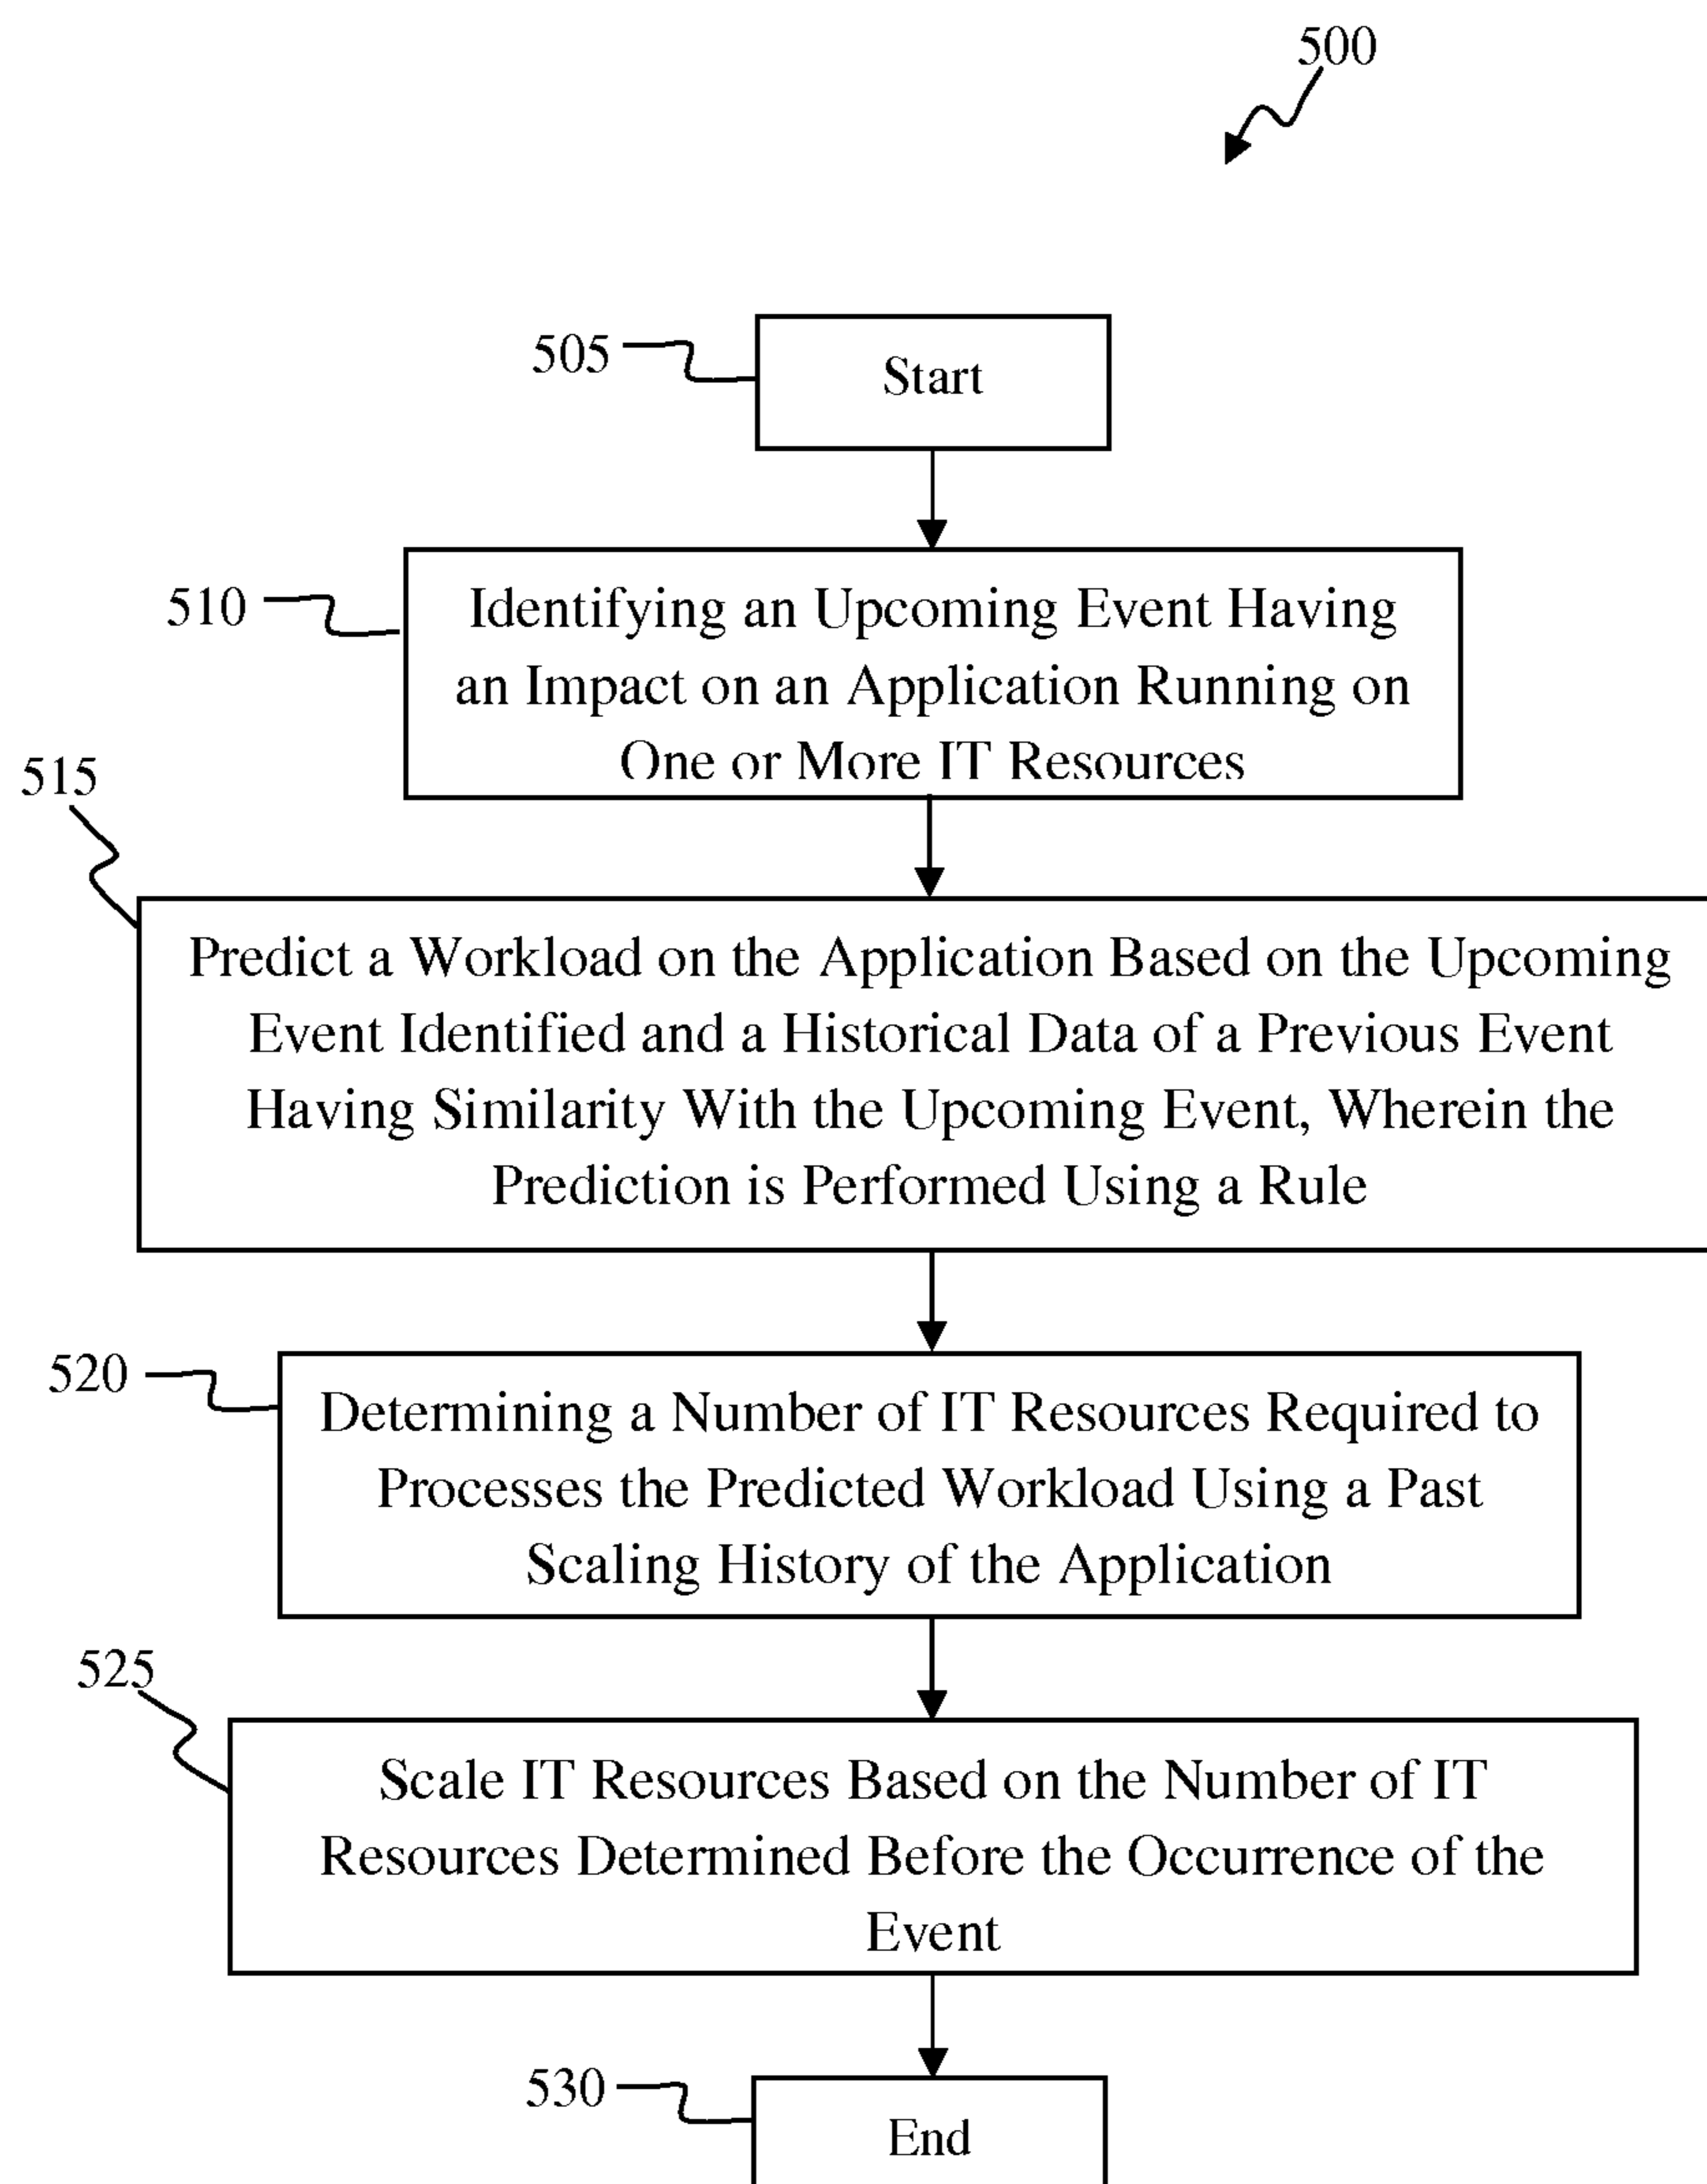 500
505
Start
510
Identifying an Upcoming Event Having
an Impact on an Application Running on
One or More IT Resources
515
Predict a Workload on the Application Based on the Upcoming
Event Identified and a Historical Data of a Previous Event
Having Similarity With the Upcoming Event, Wherein the
Prediction is Performed Using a Rule
520
Determining a Number of IT Resources Required to
Processes the Predicted Workload Using a Past
Scaling History of the Application
525
Scale IT Resources Based on the Number of IT
Resources Determined Before the Occurrence of the
Event
530
End